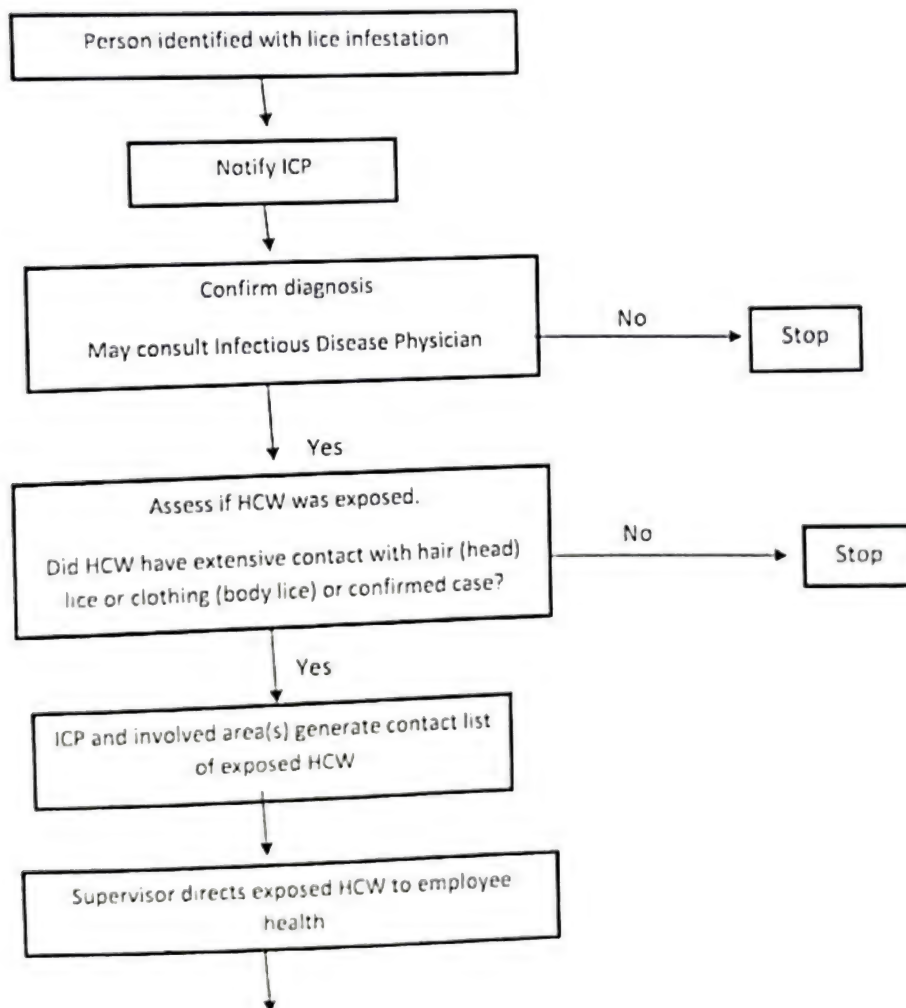 Person identified with lice infestation
Notify ICP
Confirm diagnosis
May consult Infectious Disease Physician
No
Stop
Yes
Assess if HCW was exposed.
Did HCW have extensive contact with hair (head)
lice or clothing (body lice) or confirmed case?
No
Stop
Yes
ICP and involved area(s) generate contact list
of exposed HCW
Supervisor directs exposed HCW to employee
health